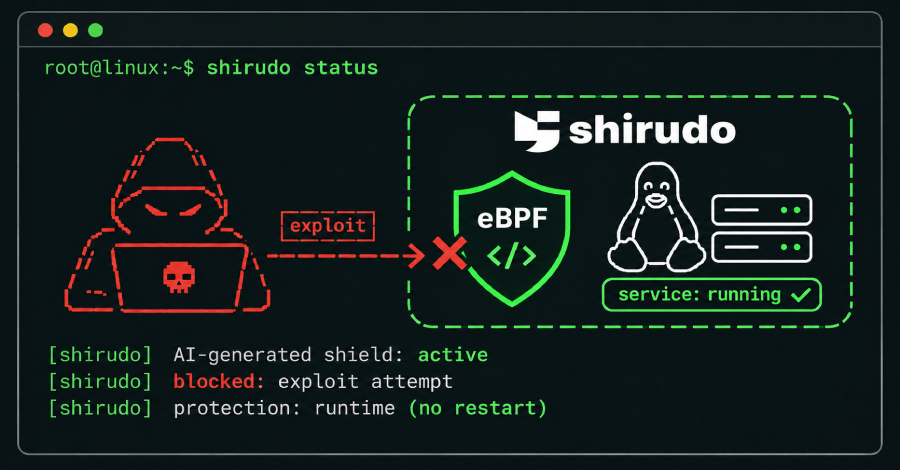 root@linux:~$ shirudo status
shirudo
exploit
eBPF
</>
service: running
[shirudo] AI-generated shield: active
[shirudo] blocked: exploit attempt
[shirudo] protection: runtime (no restart)